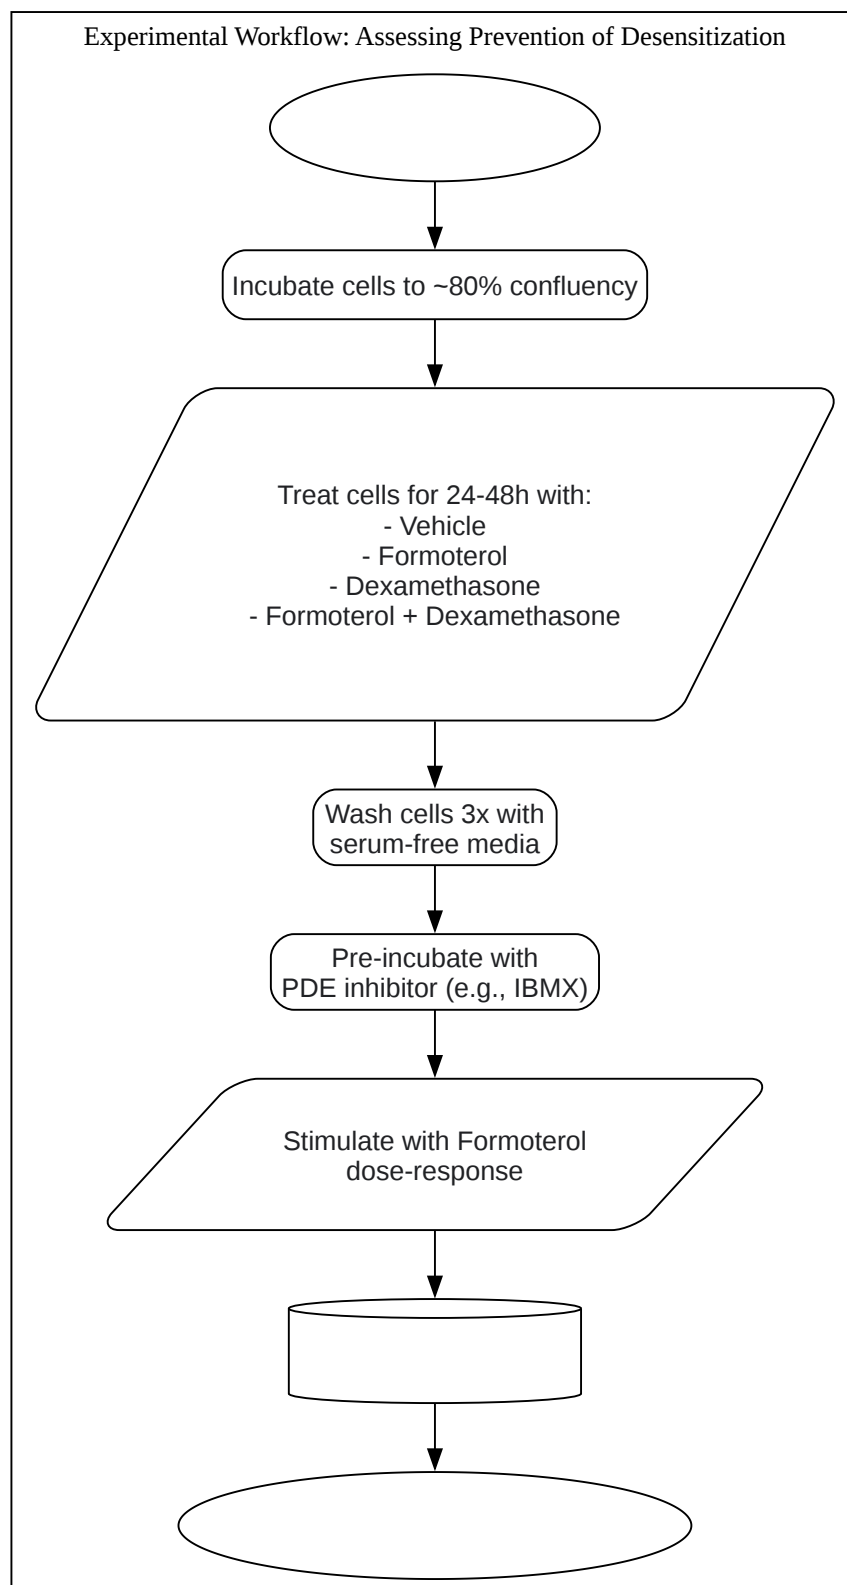 Experimental Workflow: Assessing Prevention of Desensitization
Incubate cells to ~80% confluency
Treat cells for 24-48h with:
- Vehicle
- Formoterol
- Dexamethasone
- Formoterol + Dexamethasone
Wash cells 3x with
serum-free media
Pre-incubate with
PDE inhibitor (e.g., IBMX)
Stimulate with Formoterol
dose-response